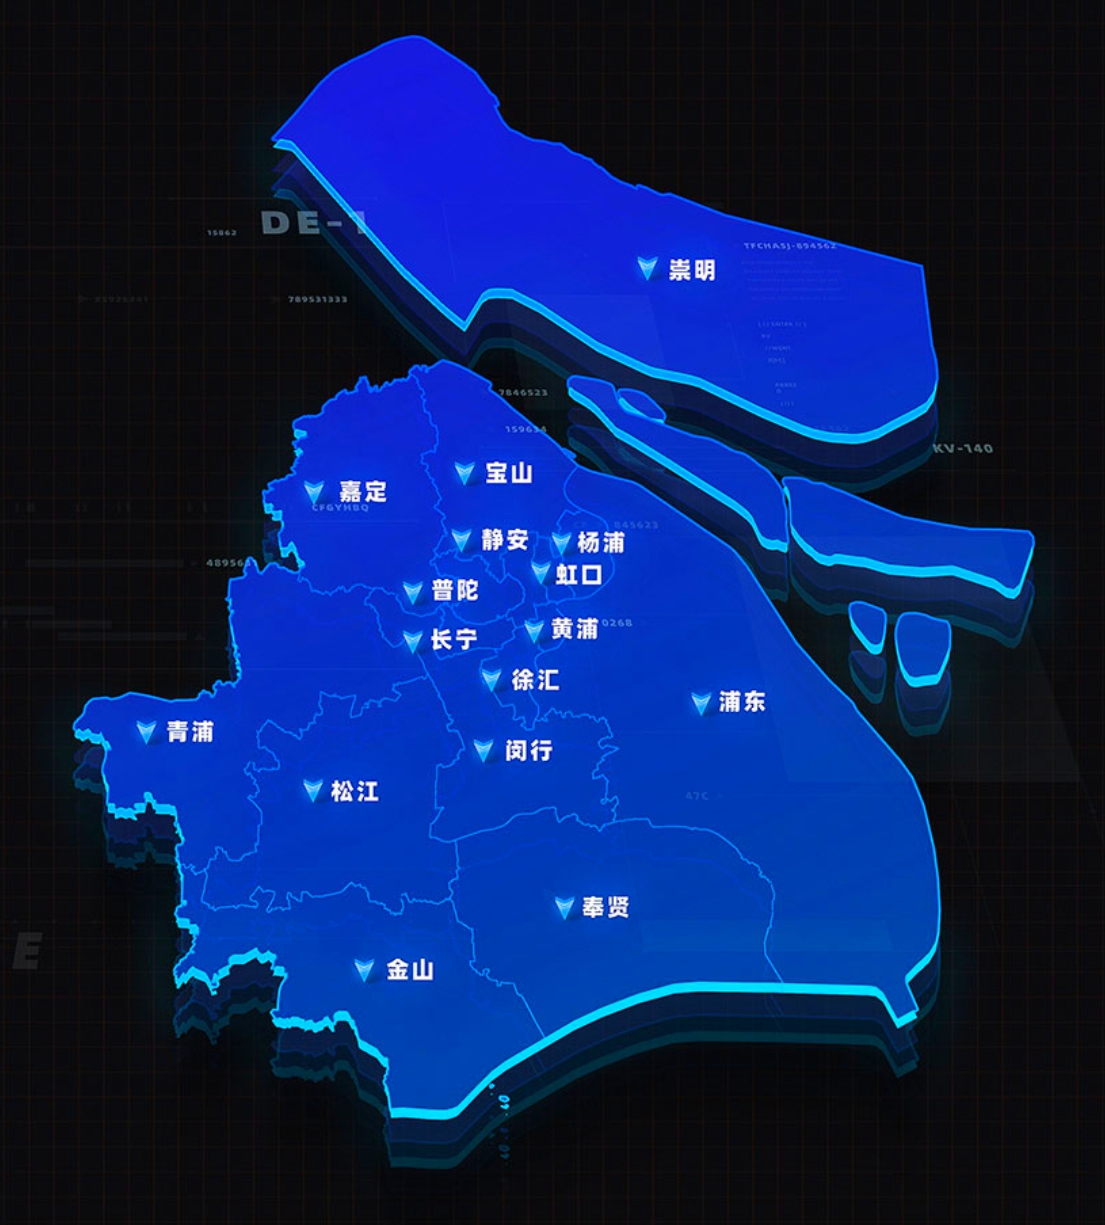 15862
DE-1
TFCHASJ-894562
崇明
789531333
7846523
159634
KV-140
宝山
嘉定
CFGYHBQ
845623
静安
杨浦
489563
虹口
普陀
黄浦
0268
长宁
徐汇
浦东
青浦
闵行
松江
47C
奉贤
E
金山